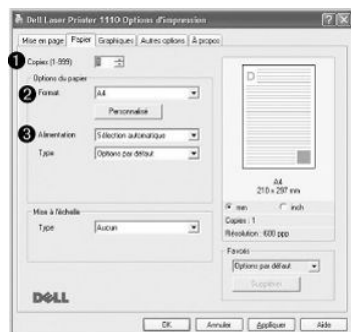 Dell Laser Printer 1110 Options d'impression
Mise en page Papier Graphiques Autres options À propos
1 Copies (1-999)
Options du papier
2 Format A4
Personnalisé
3 Alimentation Sélection automatique
Type Options par défaut
D
A4
210 x 297 mm
mm inch
Copies : 1
Résolution : 600 ppp
Mise à l'échelle
Type Aucun
Favoris
Options par défaut
Supprimer
DELL
OK Annuler Appliquer Aide